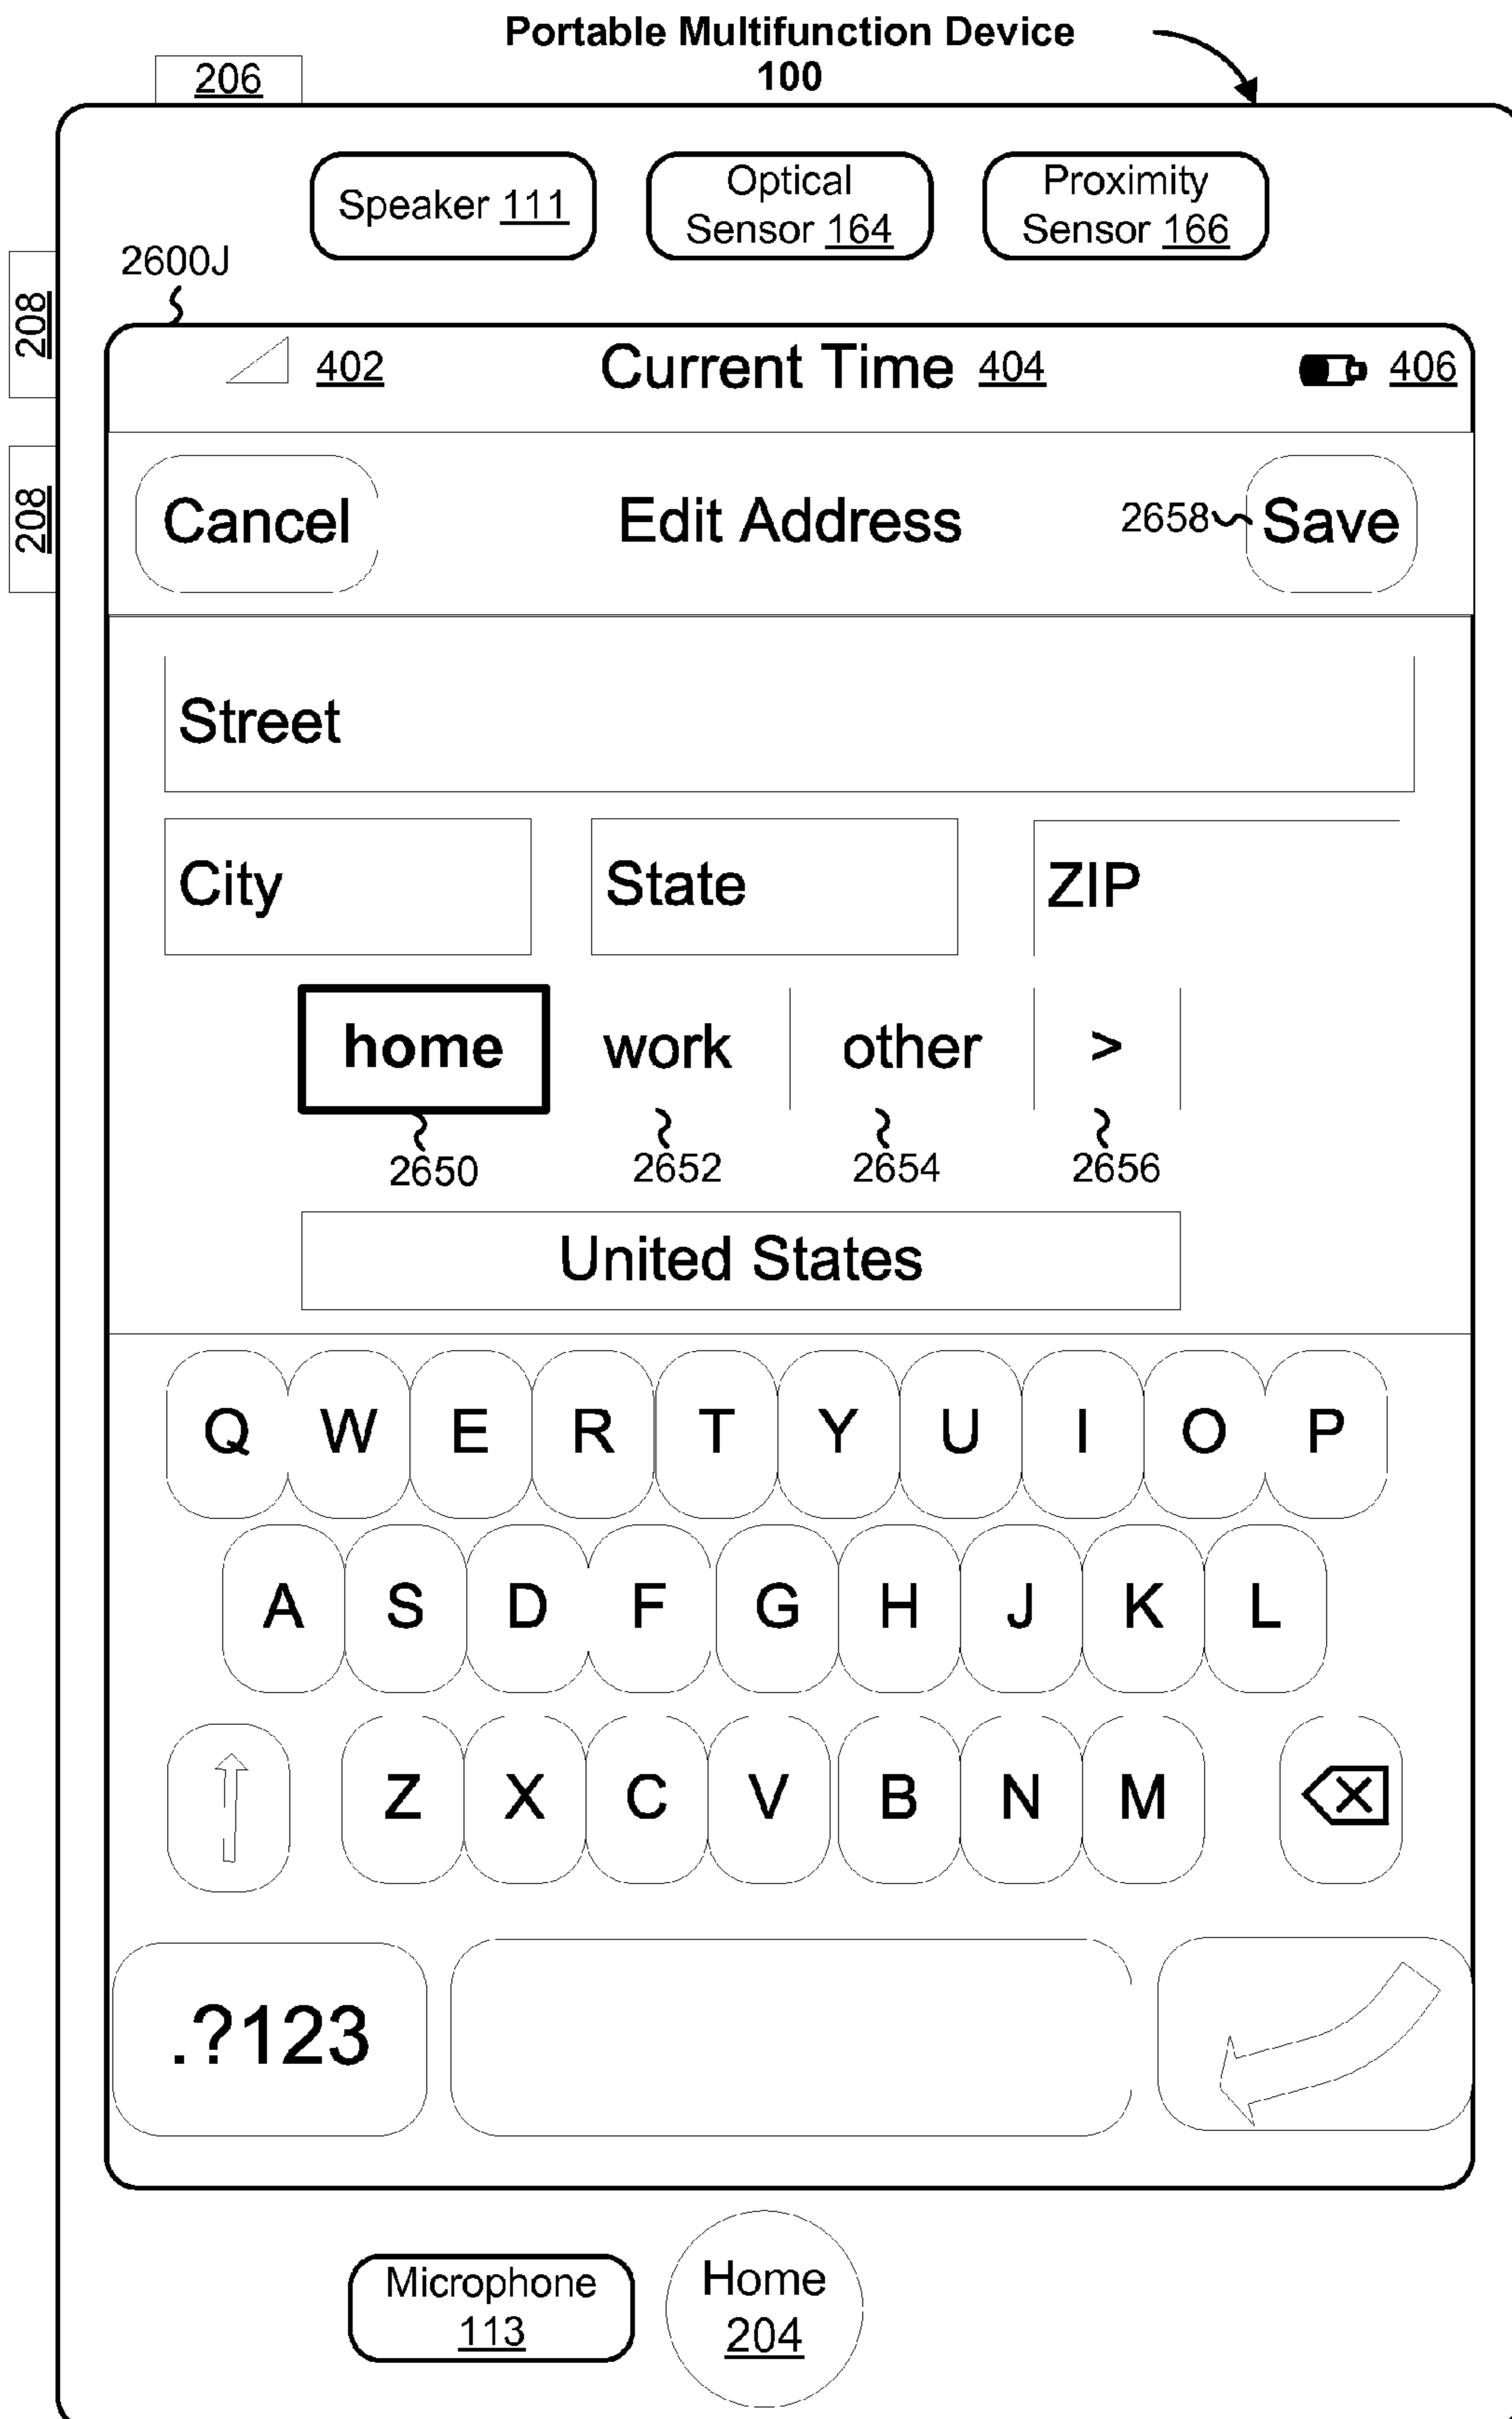 Portable Multifunction Device
100
206
Speaker 111
Optical
Sensor 164
Proximity
Sensor 166
2600J
208
208
402
Current Time 404
406
Cancel
Edit Address
2658
Save
Street
City
State
ZIP
home
work
other
>
2650
2652
2654
2656
United States
Q W E R T Y U I O P
A S D F G H J K L
Z X C V B N M
.?123
Microphone
113
Home
204